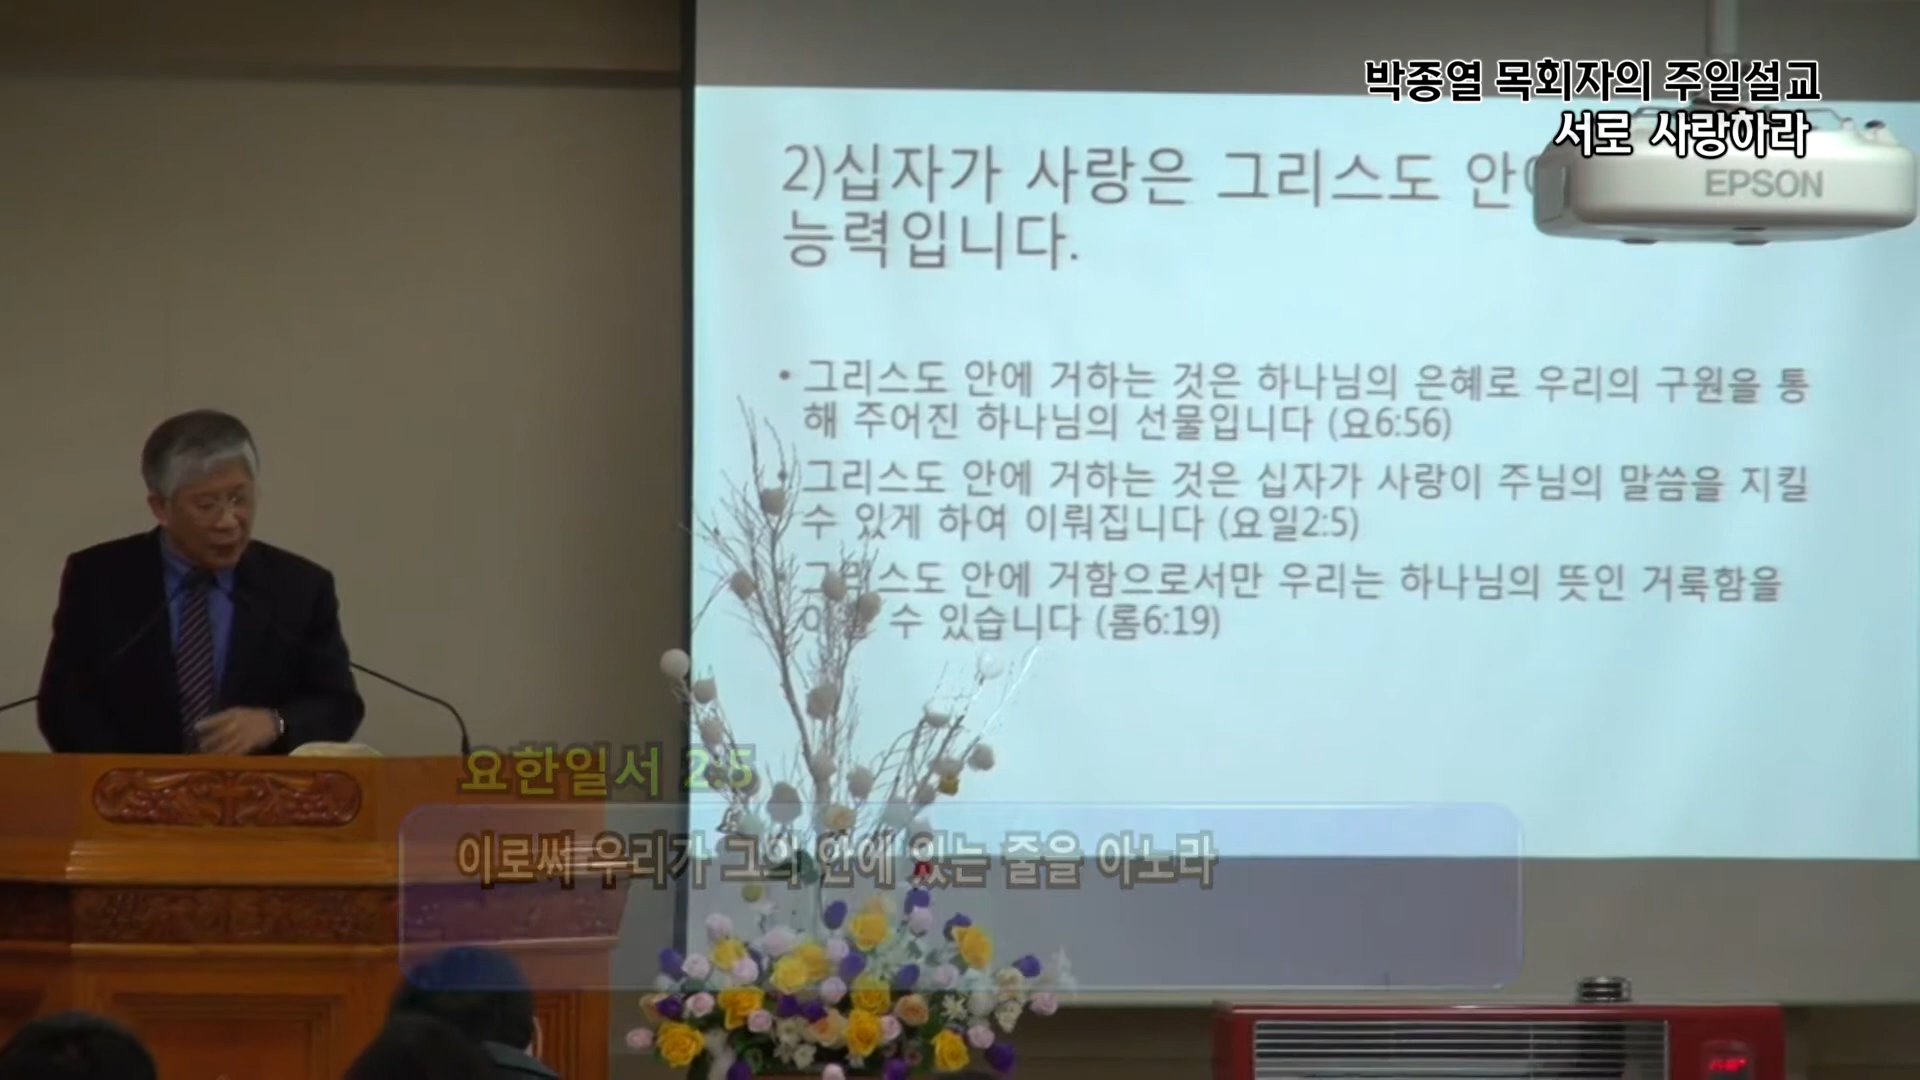 박종열 목회자의 주일설교
서로 사랑하라
EPSON
2)십자가 사랑은 그리스도
능력입니다.
• 그리스도 안에 거하는 것은 하나님의 은혜로 우리의 구원을 통
해 주어진 하나님의 선물입니다 (요6:56)
그리스도 안에 거하는 것은 십자가 사랑이 주님의 말씀을 지킬
수 있게 하여 이뤄집니다 (요일2:5)
그리스도 안에 거함으로서만 우리는 하나님의 뜻인 거룩함을
수 있습니다 (롬6:19)
요한일서 2:5
이로써 우리가 그의 안에 있는 줄을 아노라